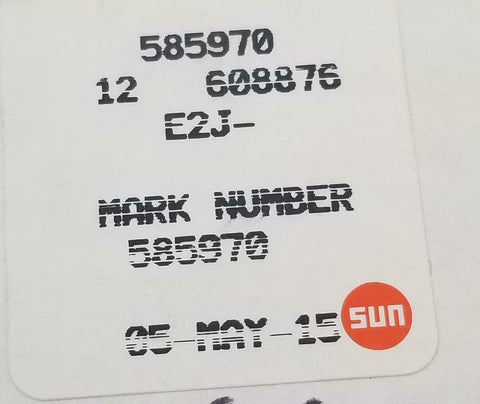 585970
12 608876
E2J-
MARK NUMBER
585970
05-MAY-15 sun